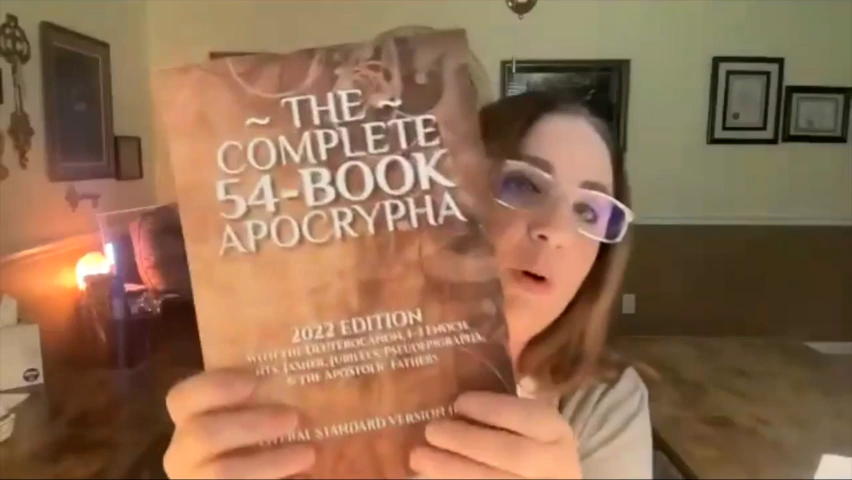 ~ THE ~
COMPLETE
54-BOOK
APOCRYPHA
2022 EDITION
WITH THE DEUTEROCANON, 1-3 ENOCH,
JASHER, JUBILEES, PSEUDEPIGRAPHA,
& THE APOSTOLIC FATHERS
STANDARD VERSION